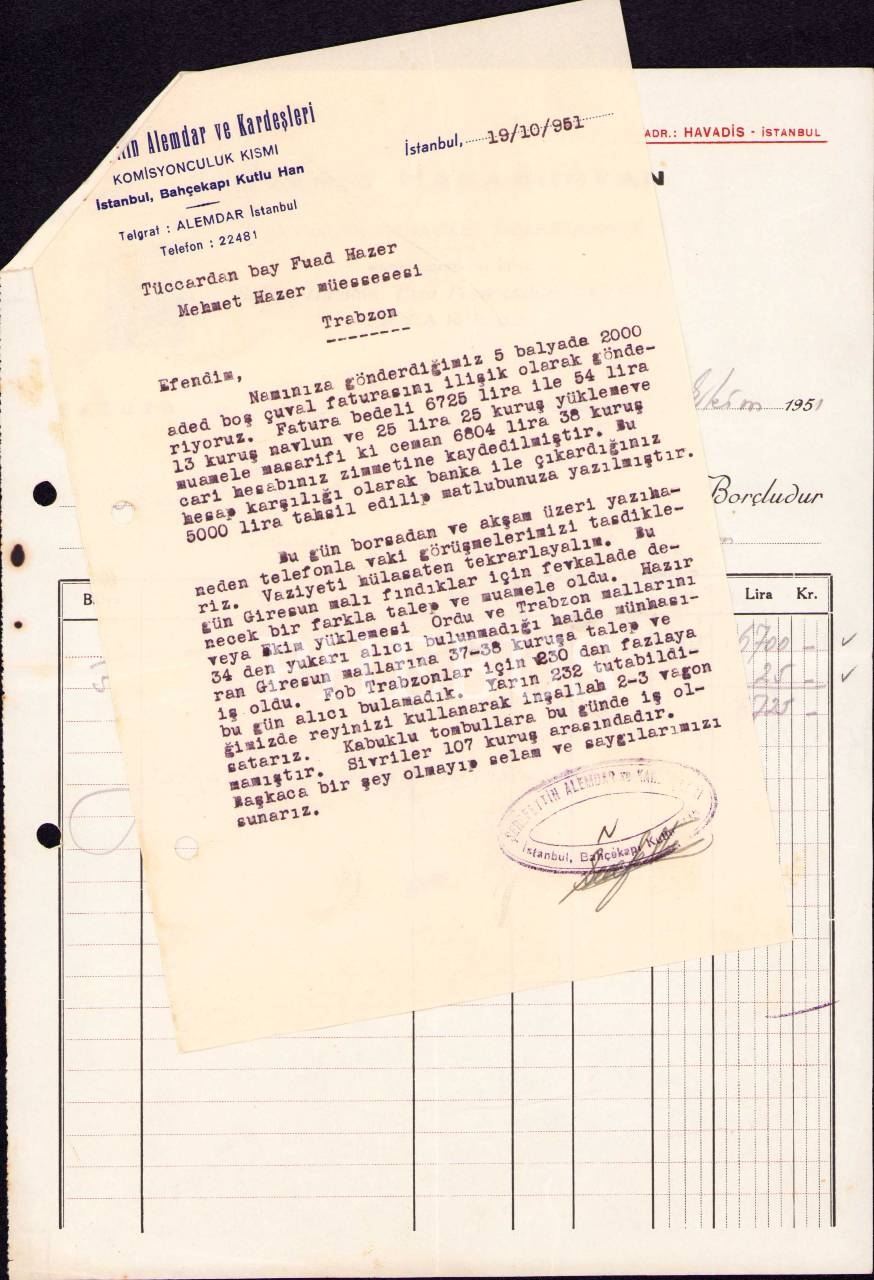 Alemdar ve Kardeşleri
KOMİSYONCULUK KISMI
İstanbul, Bahçekapı Kutlu Han
Telgraf : ALEMDAR İstanbul
Telefon : 22481
İstanbul, 19/10/951
ADR.: HAVADİS - İSTANBUL
N
Tüccardan bay Fuad Hazer
Mehmet Hazer müessesesi
Trabzon
Efendim,
Namınıza gönderdiğimiz 5 balyada 2000
aded boş çuval faturasını ilişik olarak gönde-
riyoruz. Fatura bedeli 6725 lira ile 54 lira
13 kuruş navlun ve 25 lira 25 kuruş yüklemeve
muamele masarifi ki ceman 6804 lira 38 kuruş
cari hesabınız zimmetine kaydedilmiştir. Bu
hesap karşılığı olarak banka ile çıkardığınız
5000 lira tahsil edilip matlubunuza yazılmıştır.
Bu gün borsadan ve akşam üzeri yazıha-
neden telefonla vaki görüşmelerimizi tasdikle-
riz. Vaziyeti hülasaten tekrarlayalım. Bu
gün Giresun malı fındıklar için fevkalade de-
necek bir farkla talep ve muamele oldu. Hazır
veya Ekim yüklemesi Ordu ve Trabzon mallarını
34 den yukarı alıcı bulunmadığı halde münhası-
ran Giresun mallarına 37-38 kuruşa talep ve
iş oldu. Fob Trabzonlar için 230 dan fazlaya
bu gün alıcı bulamadık. Yarın 232 tutabildi-
ğimizde reyinizi kullanarak inşallah 2-3 vagon
satarız. Kabuklu tombullara bu günde iş ol-
mamıştır. Sivriler 107 kuruş arasındadır.
Başkaca bir şey olmayıp selam ve saygılarımızı
sunarız.
ŞEREFETTİN ALEMDAR ve
İstanbul, Bahçekapı Kutlu
1951
Borçludur
Lira Kr.
5700 -
25 -
725 -